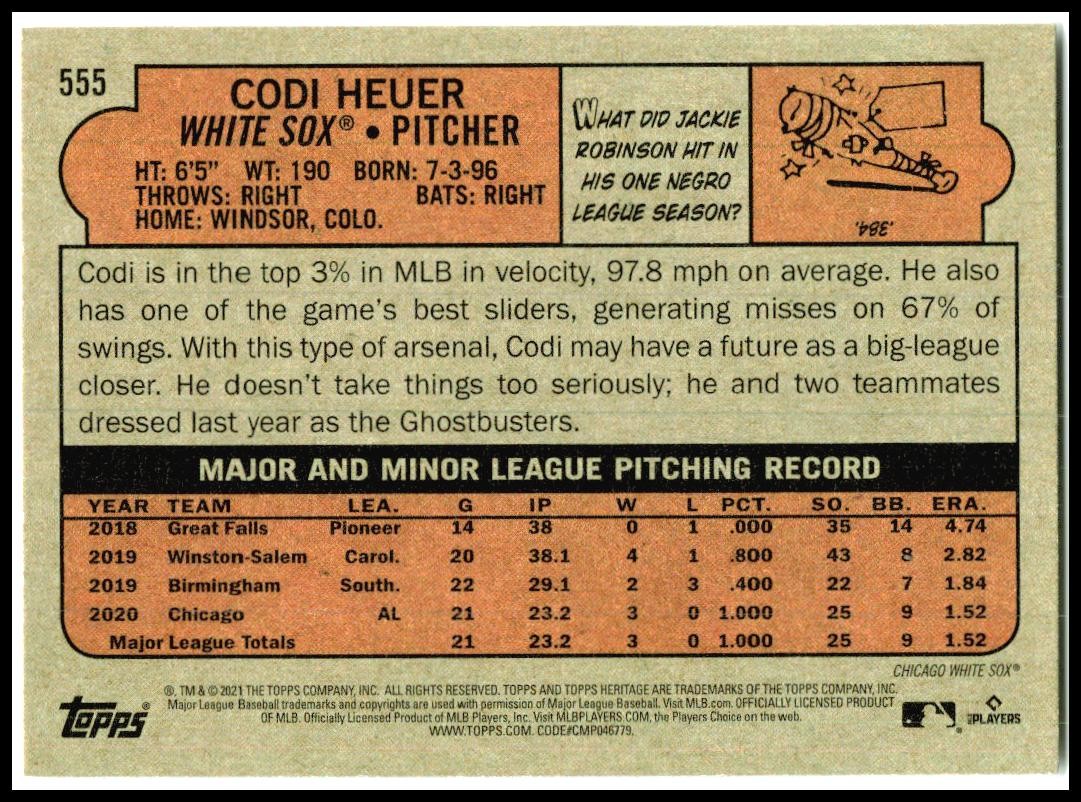 555
CODI HEUER
WHITE SOX® • PITCHER
HT: 6'5" WT: 190 BORN: 7-3-96
THROWS: RIGHT BATS: RIGHT
HOME: WINDSOR, COLO.
WHAT DID JACKIE
ROBINSON HIT IN
HIS ONE NEGRO
LEAGUE SEASON?
.384.
Codi is in the top 3% in MLB in velocity, 97.8 mph on average. He also
has one of the game's best sliders, generating misses on 67% of
swings. With this type of arsenal, Codi may have a future as a big-league
closer. He doesn't take things too seriously; he and two teammates
dressed last year as the Ghostbusters.
MAJOR AND MINOR LEAGUE PITCHING RECORD
YEAR TEAM LEA. G IP W L PCT. SO. BB. ERA.
2018 Great Falls Pioneer 14 38 0 1 .000 35 14 4.74
2019 Winston-Salem Carol. 20 38.1 4 1 .800 43 8 2.82
2019 Birmingham South. 22 29.1 2 3 .400 22 7 1.84
2020 Chicago AL 21 23.2 3 0 1.000 25 9 1.52
Major League Totals 21 23.2 3 0 1.000 25 9 1.52
CHICAGO WHITE SOX®
®, TM & © 2021 THE TOPPS COMPANY, INC. ALL RIGHTS RESERVED. TOPPS AND TOPPS HERITAGE ARE TRADEMARKS OF THE TOPPS COMPANY, INC.
Major League Baseball trademarks and copyrights are used with permission of Major League Baseball. Visit MLB.com. OFFICIALLY LICENSED PRODUCT
OF MLB. Officially Licensed Product of MLB Players, Inc. Visit MLBPLAYERS.COM, the Players Choice on the web.
WWW.TOPPS.COM. CODE#CMP046779.
topps®
MLB PLAYERS